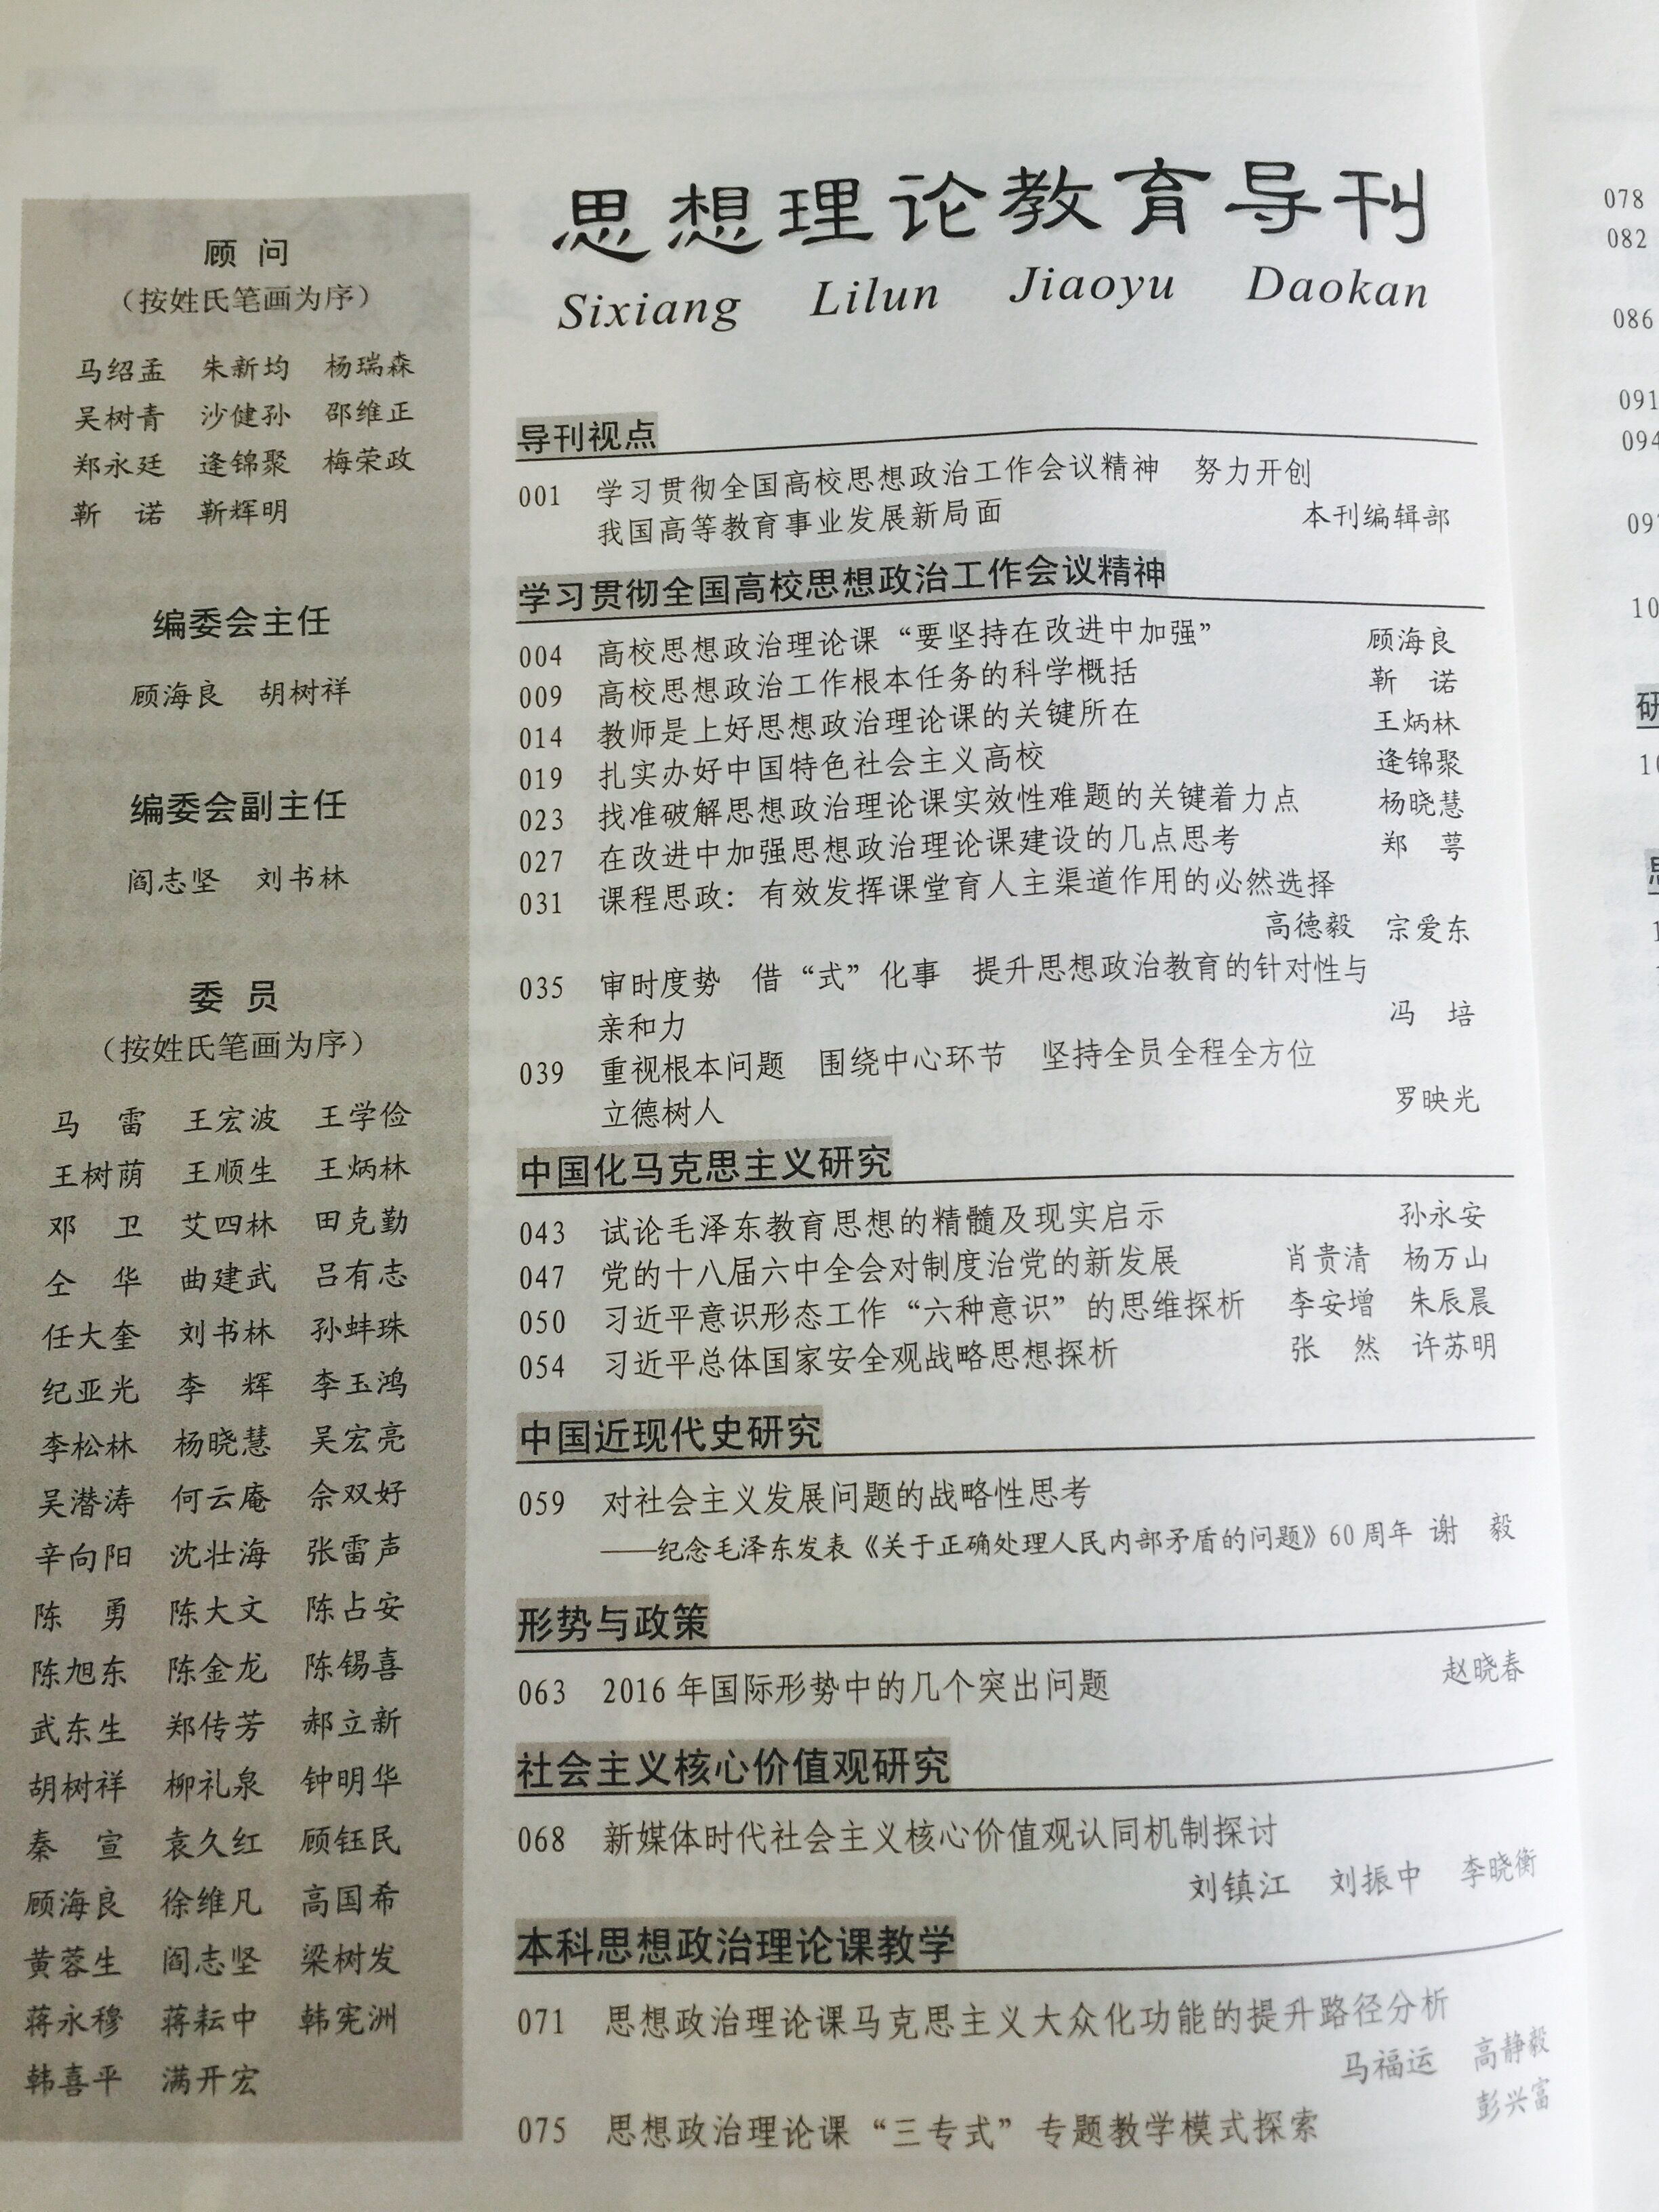 顾 问
（按姓氏笔画为序）
马绍孟 朱新均 杨瑞森
吴树青 沙健孙 邵维正
郑永廷 逄锦聚 梅荣政
靳 诺 靳辉明
编委会主任
顾海良 胡树祥
编委会副主任
阎志坚 刘书林
委 员
（按姓氏笔画为序）
马 雷 王宏波 王学俭
王树荫 王顺生 王炳林
邓 卫 艾四林 田克勤
仝 华 曲建武 吕有志
任大奎 刘书林 孙蚌珠
纪亚光 李 辉 李玉鸿
李松林 杨晓慧 吴宏亮
吴潜涛 何云庵 佘双好
辛向阳 沈壮海 张雷声
陈 勇 陈大文 陈占安
陈旭东 陈金龙 陈锡喜
武东生 郑传芳 郝立新
胡树祥 柳礼泉 钟明华
秦 宣 袁久红 顾钰民
顾海良 徐维凡 高国希
黄蓉生 阎志坚 梁树发
蒋永穆 蒋耘中 韩宪洲
韩喜平 满开宏
思想理论教育导刊
Sixiang Lilun Jiaoyu Daokan
导刊视点
001 学习贯彻全国高校思想政治工作会议精神 努力开创
我国高等教育事业发展新局面 本刊编辑部
学习贯彻全国高校思想政治工作会议精神
004 高校思想政治理论课“要坚持在改进中加强” 顾海良
009 高校思想政治工作根本任务的科学概括 靳 诺
014 教师是上好思想政治理论课的关键所在 王炳林
019 扎实办好中国特色社会主义高校 逄锦聚
023 找准破解思想政治理论课实效性难题的关键着力点 杨晓慧
027 在改进中加强思想政治理论课建设的几点思考 郑 萼
031 课程思政：有效发挥课堂育人主渠道作用的必然选择
高德毅 宗爱东
035 审时度势 借“式”化事 提升思想政治教育的针对性与
亲和力 冯 培
039 重视根本问题 围绕中心环节 坚持全员全程全方位
立德树人 罗映光
中国化马克思主义研究
043 试论毛泽东教育思想的精髓及现实启示 孙永安
047 党的十八届六中全会对制度治党的新发展 肖贵清 杨万山
050 习近平意识形态工作“六种意识”的思维探析 李安增 朱辰晨
054 习近平总体国家安全观战略思想探析 张 然 许苏明
中国近现代史研究
059 对社会主义发展问题的战略性思考
——纪念毛泽东发表《关于正确处理人民内部矛盾的问题》60周年 谢 毅
形势与政策
063 2016年国际形势中的几个突出问题 赵晓春
社会主义核心价值观研究
068 新媒体时代社会主义核心价值观认同机制探讨
刘镇江 刘振中 李晓衡
本科思想政治理论课教学
071 思想政治理论课马克思主义大众化功能的提升路径分析
马福运 高静毅
075 思想政治理论课“三专式”专题教学模式探索 彭兴富
078
082
086
091
094